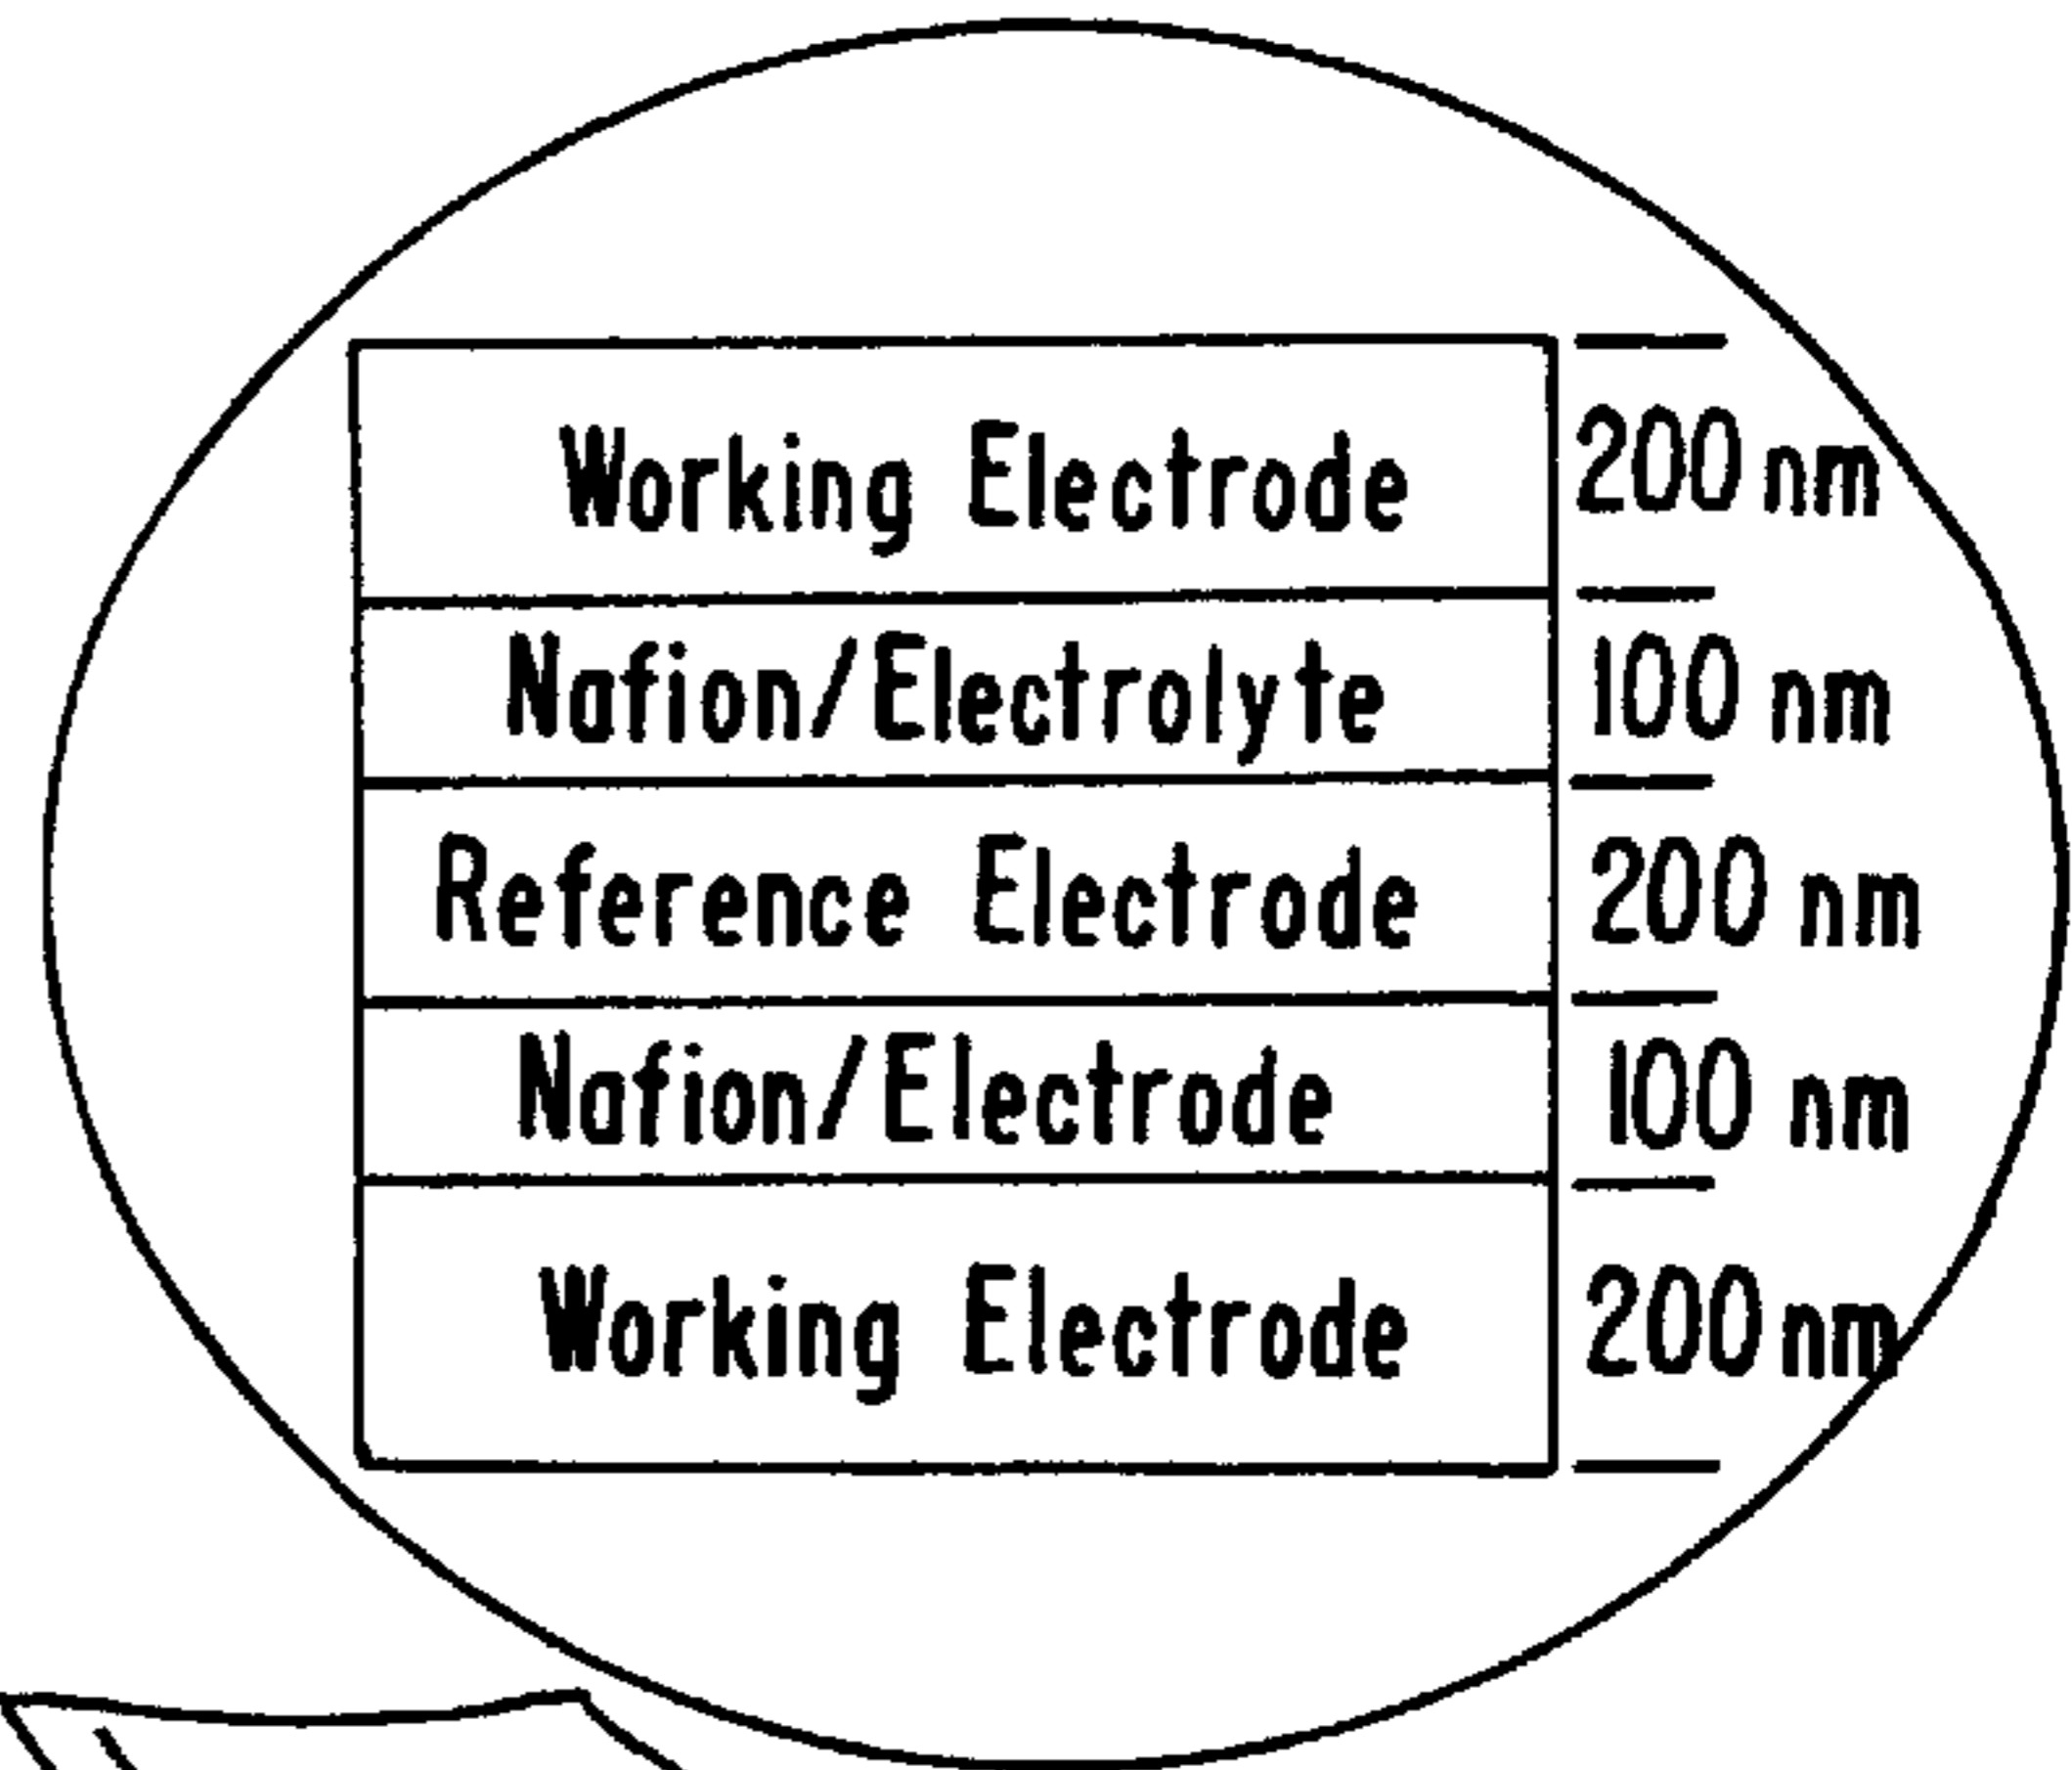 Working Electrode 200 nm
Nafion/Electrolyte 100 nm
Reference Electrode 200 nm
Nafion/Electrode 100 nm
Working Electrode 200 nm